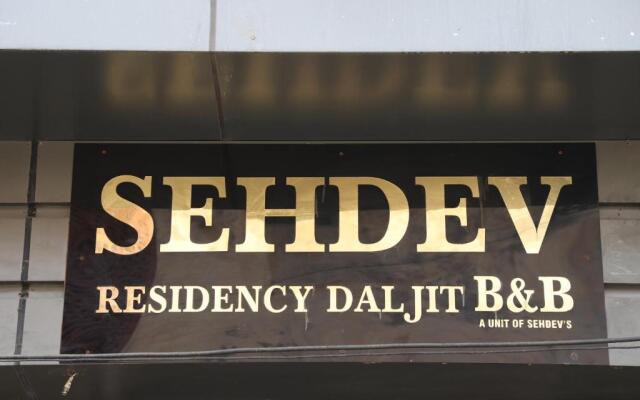 SEHDEV
RESIDENCY DALJIT B&B
A UNIT OF SEHDEV'S